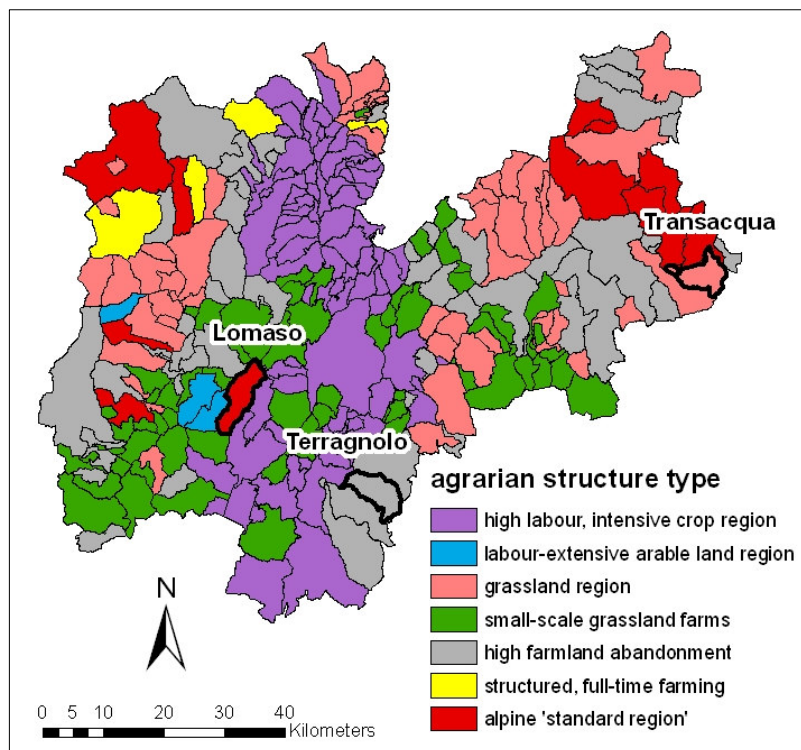 Transacqua
Lomaso
Terragnolo
agrarian structure type
high labour, intensive crop region
labour-extensive arable land region
grassland region
small-scale grassland farms
high farmland abandonment
structured, full-time farming
alpine 'standard region'
N
0 5 10 20 30 40
Kilometers